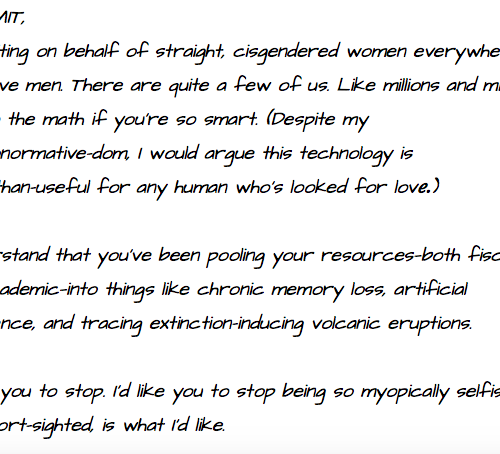 MIT,
ting on behalf of straight, cisgendered women everywhe
ve men. There are quite a few of us. Like millions and mi
the math if you're so smart. (Despite my
normative-dom, I would argue this technology is
han-useful for any human who's looked for love.)
rstand that you've been pooling your resources-both fisc
ademic-into things like chronic memory loss, artificial
nce, and tracing extinction-inducing volcanic eruptions.
you to stop. I'd like you to stop being so myopically selfis
ort-sighted, is what I'd like.